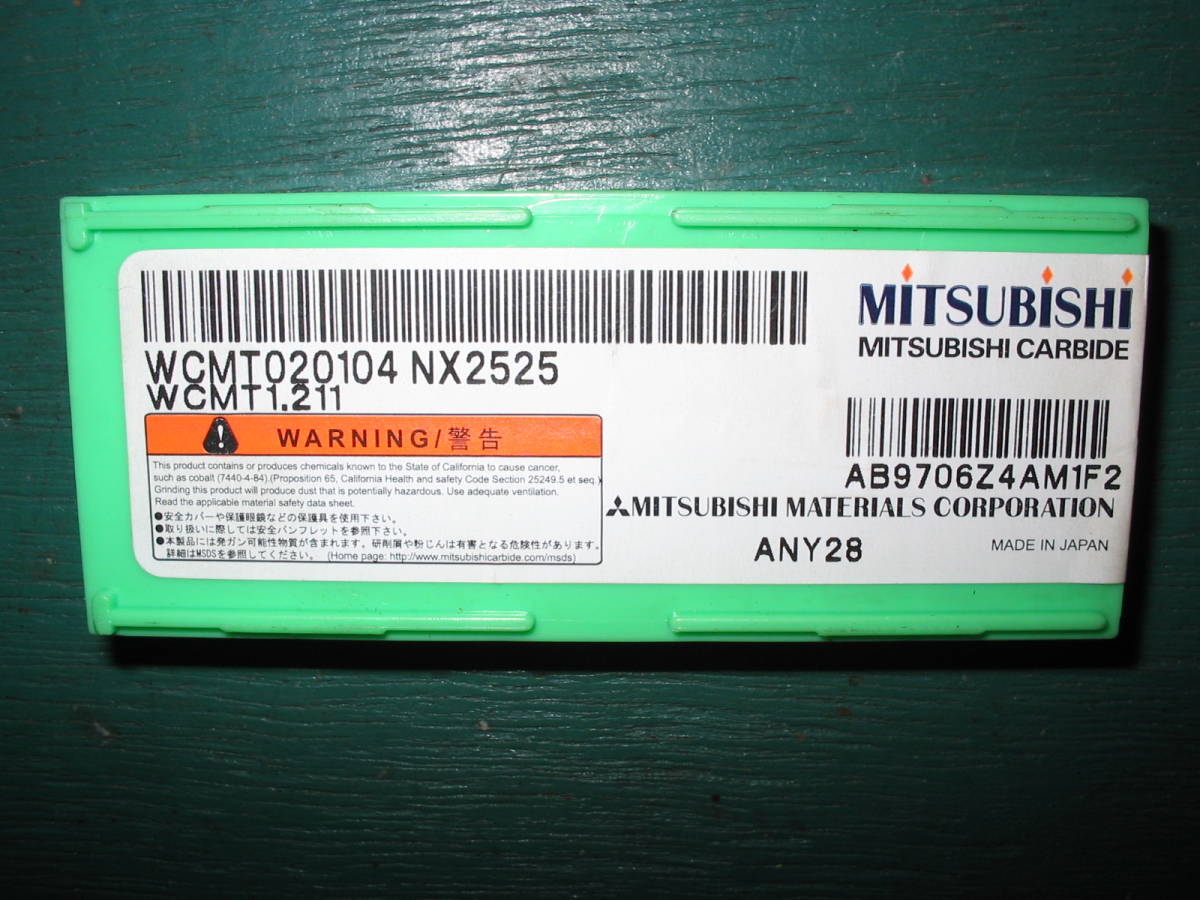 MITSUBISHI
MITSUBISHI CARBIDE
WCMT020104 NX2525
WCMT1.211
WARNING/警告
This product contains or produces chemicals known to the State of California to cause cancer,
such as cobalt (7440-4-84).(Proposition 65, California Health and safety Code Section 25249.5 et seq.)
Grinding this product will produce dust that is potentially hazardous. Use adequate ventilation.
Read the applicable material safety data sheet.
●安全カバーや保護眼鏡などの保護具を使用下さい。
●取り扱いに際しては安全パンフレットを参照下さい。
●本製品には発ガン可能性物質が含まれます。研削屑や粉じんは有害となる危険性があります。
詳細はMSDSを参照してください。 (Home page: http://www.mitsubishicarbide.com/msds)
AB9706Z4AM1F2
MITSUBISHI MATERIALS CORPORATION
ANY28
MADE IN JAPAN